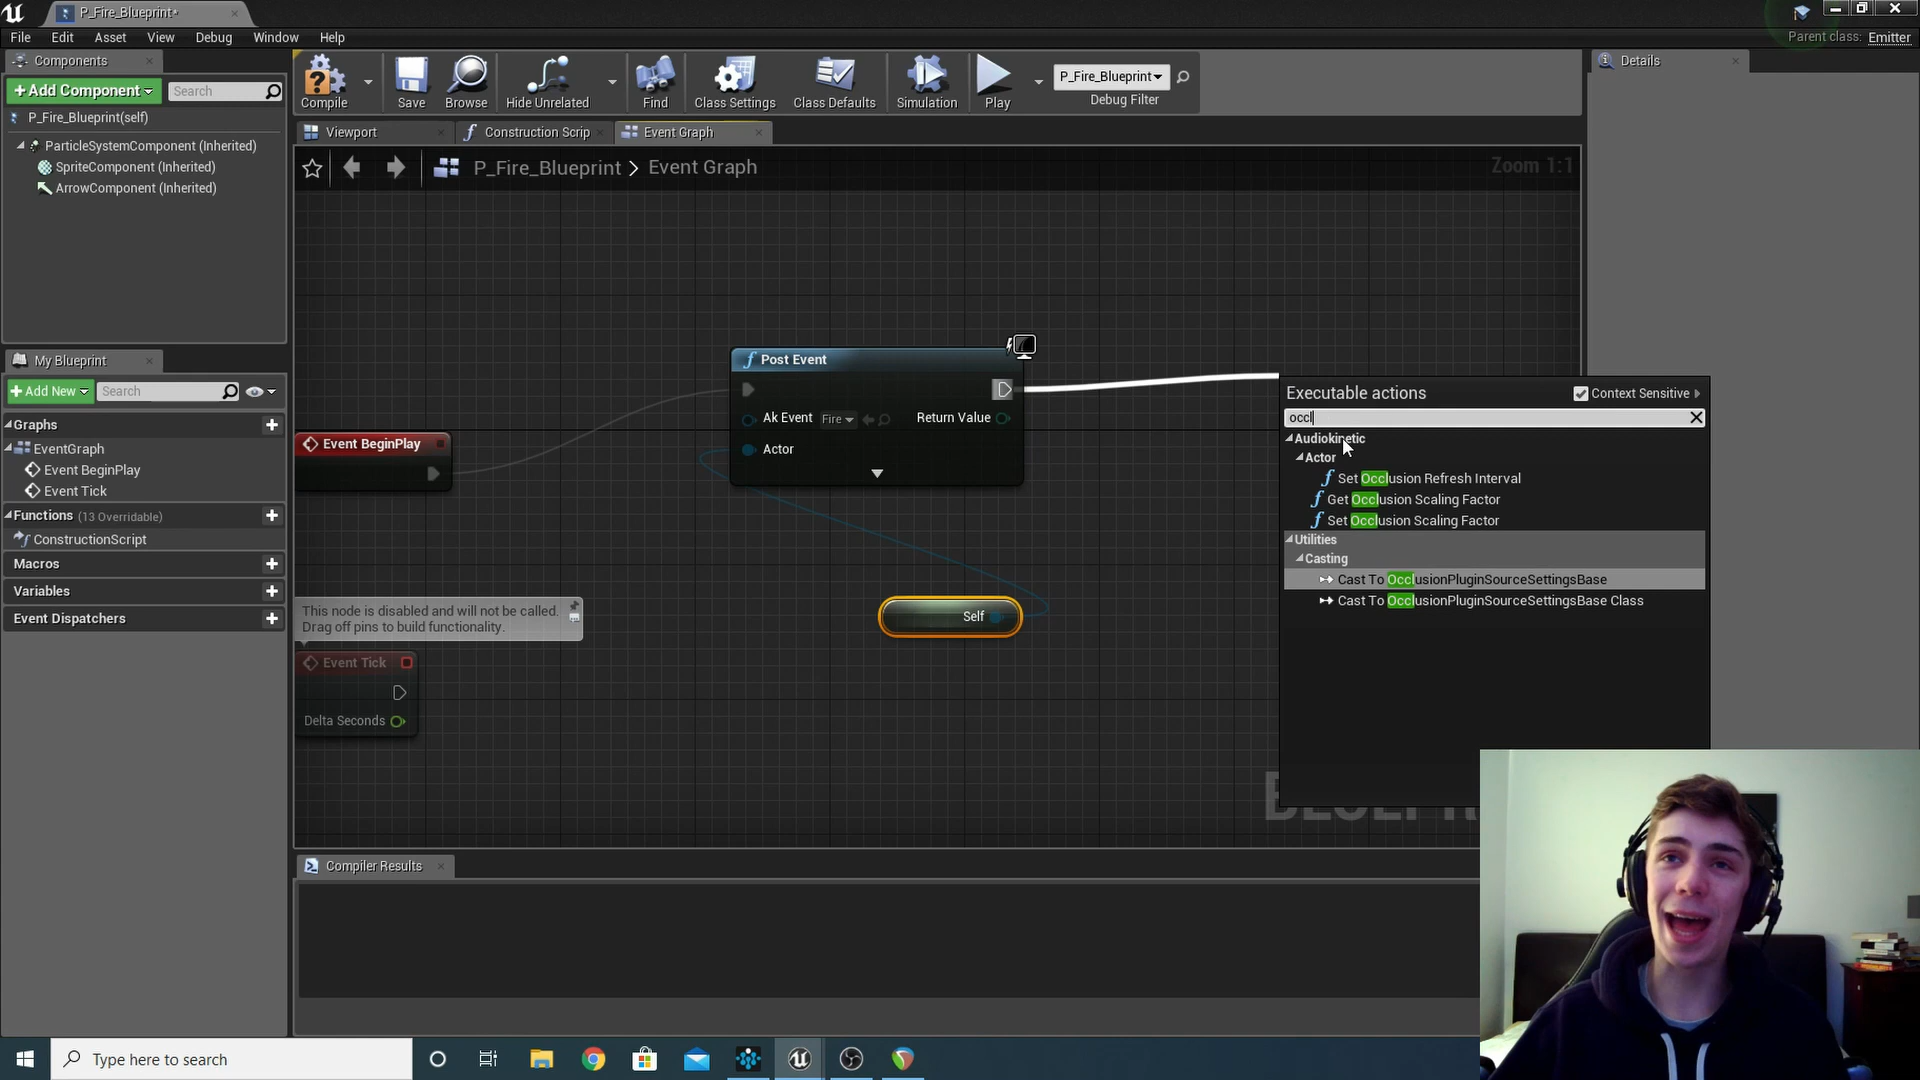 P_Fire_Blueprint*
File Edit Asset View Debug Window Help
Parent class: Emitter
Components
+Add Component
Search
P_Fire_Blueprint(self)
ParticleSystemComponent (Inherited)
SpriteComponent (Inherited)
ArrowComponent (Inherited)
My Blueprint
+Add New
Search
Graphs
EventGraph
Event BeginPlay
Event Tick
Functions (13 Overridable)
ConstructionScript
Macros
Variables
Event Dispatchers
Compile
Save
Browse
Hide Unrelated
Find
Class Settings
Class Defaults
Simulation
Play
P_Fire_Blueprint
Debug Filter
Details
Viewport
Construction Scrip
Event Graph
P_Fire_Blueprint > Event Graph
Zoom 1:1
Post Event
Ak Event Fire
Return Value
Actor
Event BeginPlay
Self
This node is disabled and will not be called.
Drag off pins to build functionality.
Event Tick
Delta Seconds
Executable actions
Context Sensitive
occl
Audiokinetic
Actor
Set Occlusion Refresh Interval
Get Occlusion Scaling Factor
Set Occlusion Scaling Factor
Utilities
Casting
Cast To OcclusionPluginSourceSettingsBase
Cast To OcclusionPluginSourceSettingsBase Class
Compiler Results
Type here to search